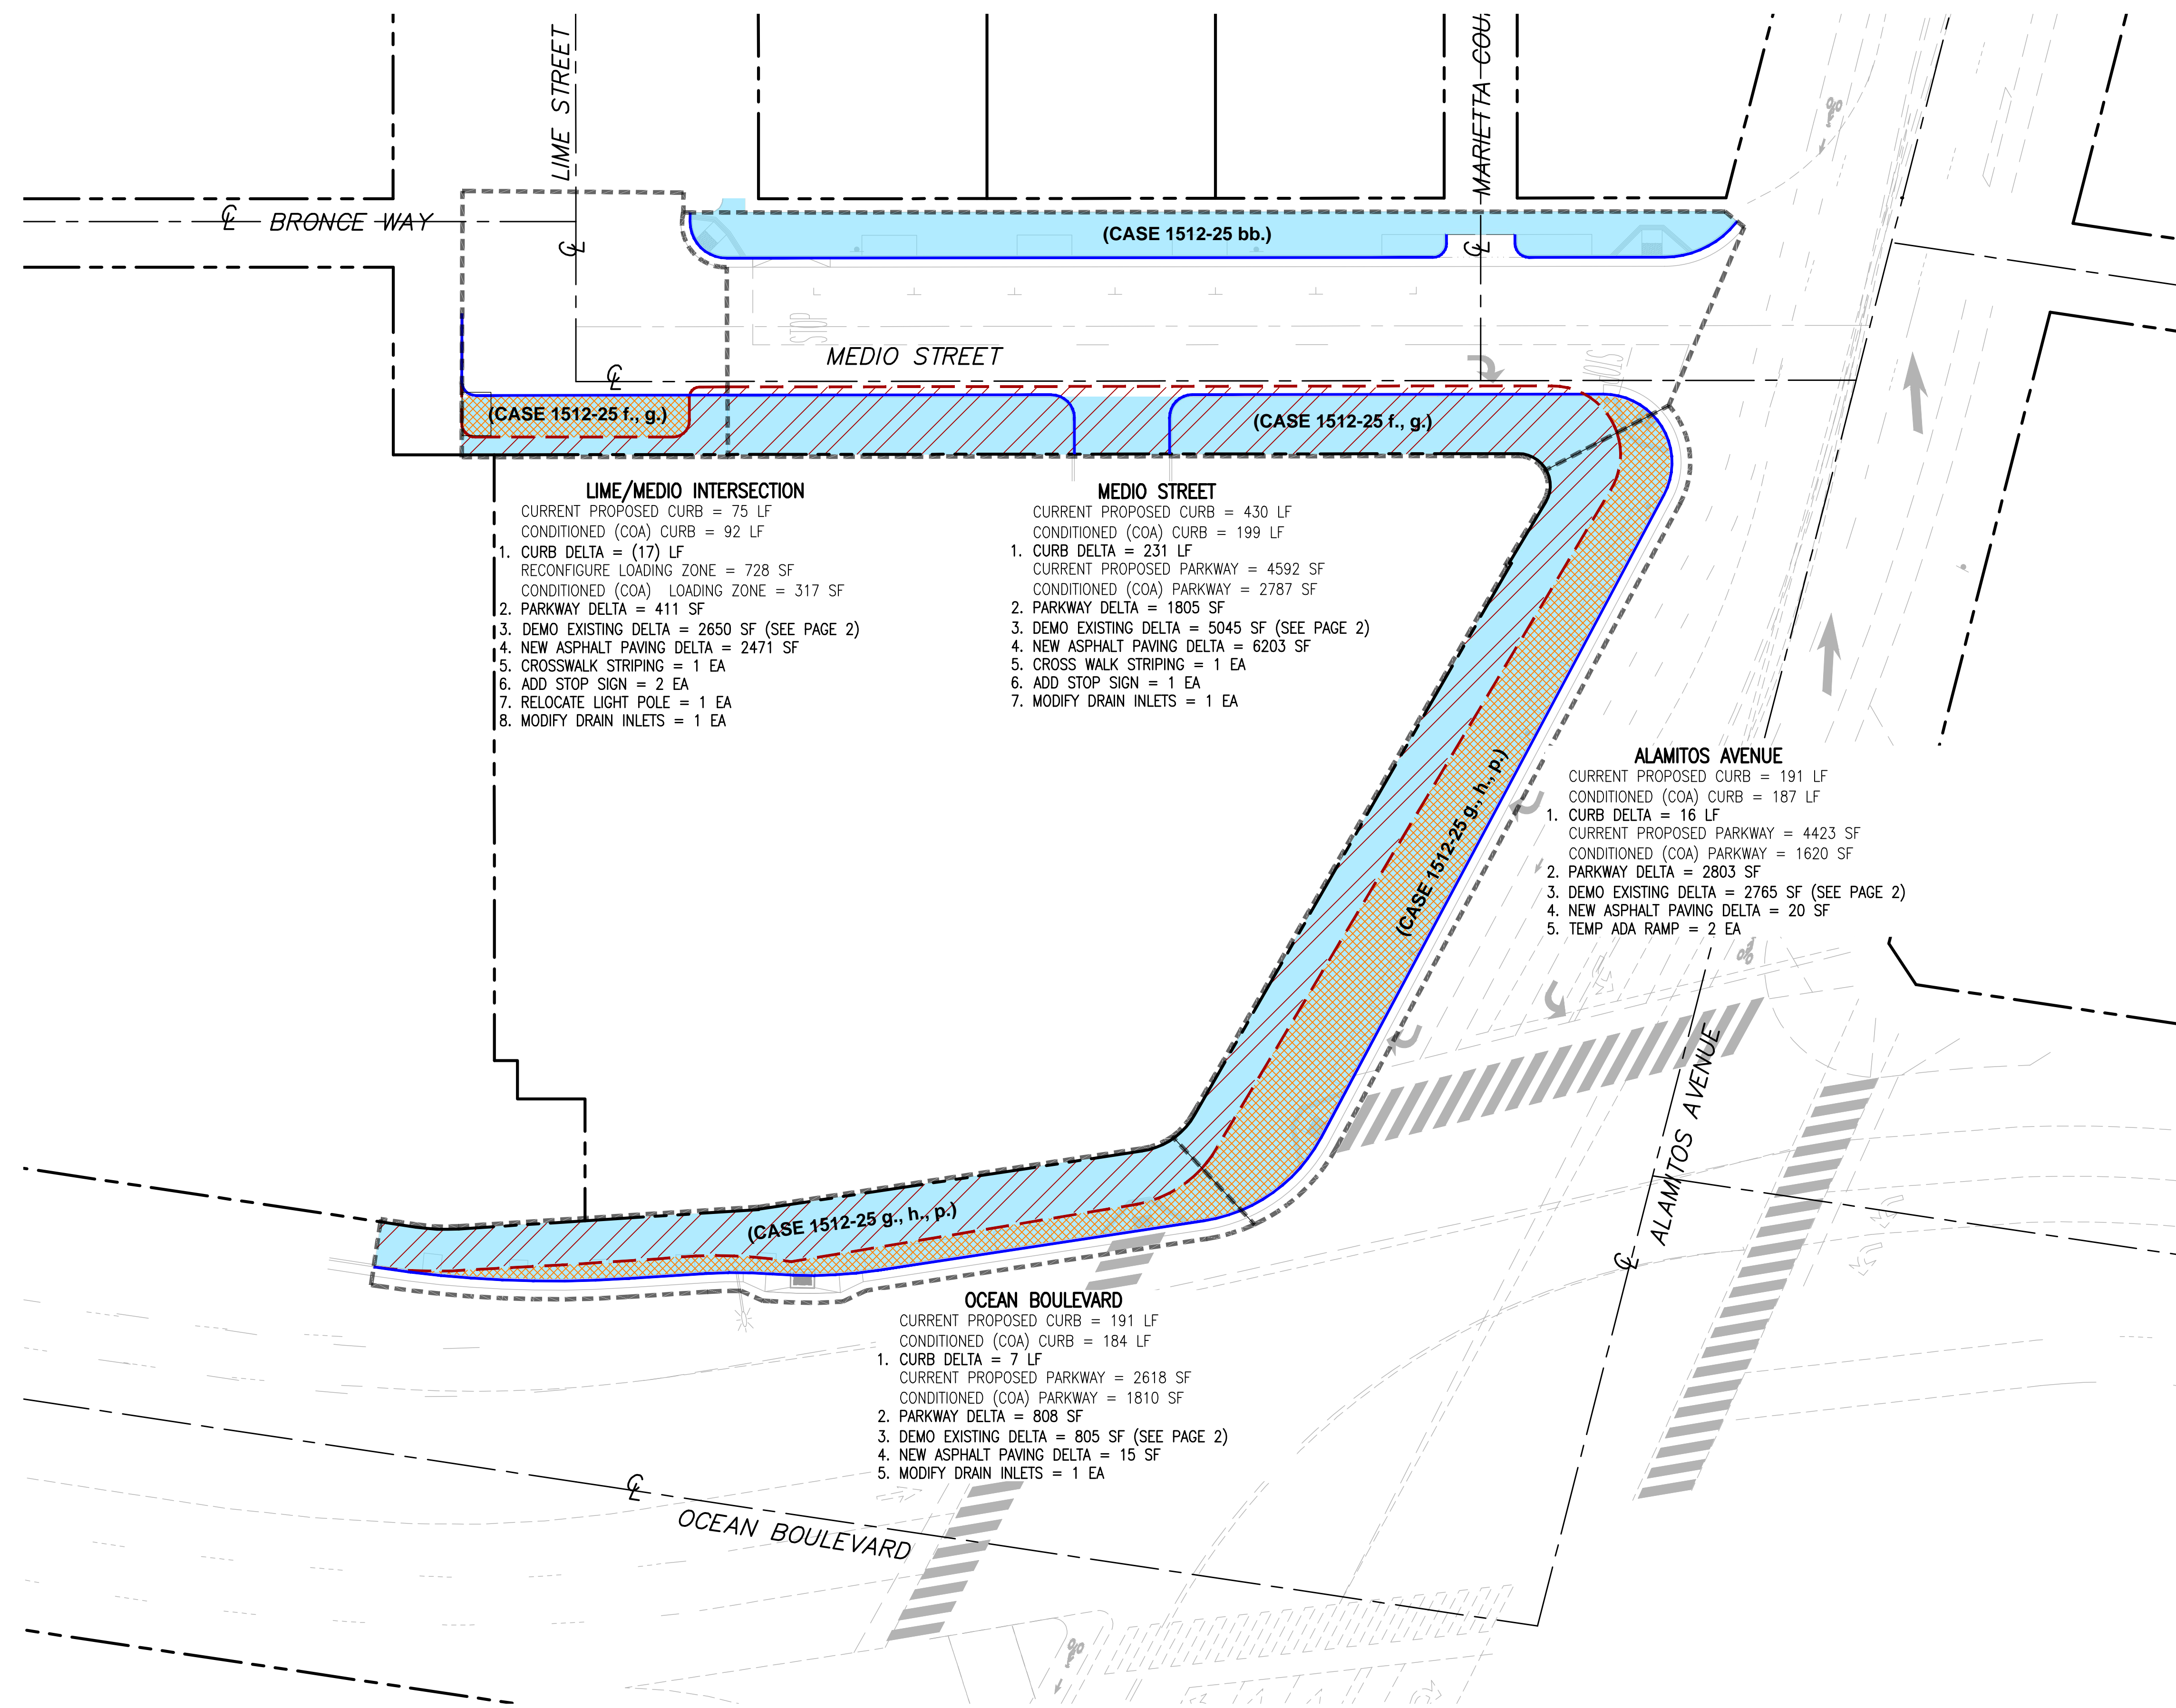 LIME STREET
MARIETTA COU
BRONCE WAY
(CASE 1512-25 bb.)
STOP
MEDIO STREET
(CASE 1512-25 f., g.)
(CASE 1512-25 f., g.)
LIME/MEDIO INTERSECTION
CURRENT PROPOSED CURB = 75 LF
CONDITIONED (COA) CURB = 92 LF
1. CURB DELTA = (17) LF
RECONFIGURE LOADING ZONE = 728 SF
CONDITIONED (COA) LOADING ZONE = 317 SF
2. PARKWAY DELTA = 411 SF
3. DEMO EXISTING DELTA = 2650 SF (SEE PAGE 2)
4. NEW ASPHALT PAVING DELTA = 2471 SF
5. CROSSWALK STRIPING = 1 EA
6. ADD STOP SIGN = 2 EA
7. RELOCATE LIGHT POLE = 1 EA
8. MODIFY DRAIN INLETS = 1 EA
MEDIO STREET
CURRENT PROPOSED CURB = 430 LF
CONDITIONED (COA) CURB = 199 LF
1. CURB DELTA = 231 LF
CURRENT PROPOSED PARKWAY = 4592 SF
CONDITIONED (COA) PARKWAY = 2787 SF
2. PARKWAY DELTA = 1805 SF
3. DEMO EXISTING DELTA = 5045 SF (SEE PAGE 2)
4. NEW ASPHALT PAVING DELTA = 6203 SF
5. CROSS WALK STRIPING = 1 EA
6. ADD STOP SIGN = 1 EA
7. MODIFY DRAIN INLETS = 1 EA
(CASE 1512-25 g., h., p.)
ALAMITOS AVENUE
CURRENT PROPOSED CURB = 191 LF
CONDITIONED (COA) CURB = 187 LF
1. CURB DELTA = 16 LF
CURRENT PROPOSED PARKWAY = 4423 SF
CONDITIONED (COA) PARKWAY = 1620 SF
2. PARKWAY DELTA = 2803 SF
3. DEMO EXISTING DELTA = 2765 SF (SEE PAGE 2)
4. NEW ASPHALT PAVING DELTA = 20 SF
5. TEMP ADA RAMP = 2 EA
ALAMITOS AVENUE
(CASE 1512-25 g., h., p.)
OCEAN BOULEVARD
CURRENT PROPOSED CURB = 191 LF
CONDITIONED (COA) CURB = 184 LF
1. CURB DELTA = 7 LF
CURRENT PROPOSED PARKWAY = 2618 SF
CONDITIONED (COA) PARKWAY = 1810 SF
2. PARKWAY DELTA = 808 SF
3. DEMO EXISTING DELTA = 805 SF (SEE PAGE 2)
4. NEW ASPHALT PAVING DELTA = 15 SF
5. MODIFY DRAIN INLETS = 1 EA
OCEAN BOULEVARD